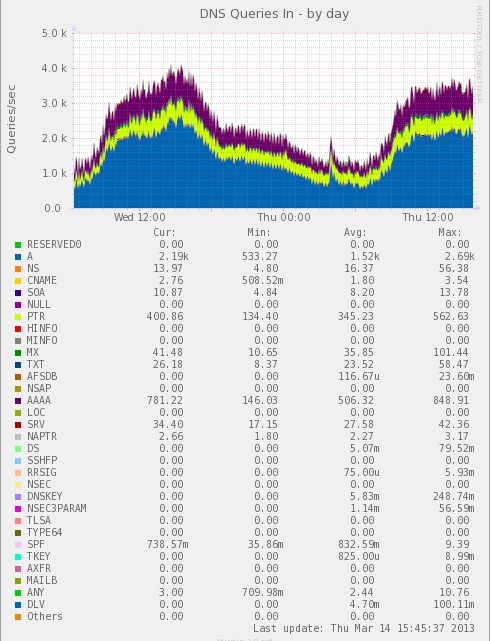 DNS Queries In - by day
RRDTOOL / TOBI OETIKER
Queries/sec
5.0 k
4.0 k
3.0 k
2.0 k
1.0 k
0.0
Wed 12:00 Thu 00:00 Thu 12:00
Cur: Min: Avg: Max:
RESERVED0 0.00 0.00 0.00 0.00
A 2.19k 533.27 1.52k 2.69k
NS 13.97 4.80 16.37 56.38
CNAME 2.76 508.52m 1.80 3.54
SOA 10.87 4.84 8.20 13.78
NULL 0.00 0.00 0.00 0.00
PTR 400.86 134.40 345.23 562.63
HINFO 0.00 0.00 0.00 0.00
MINFO 0.00 0.00 0.00 0.00
MX 41.48 10.65 35.85 101.44
TXT 26.18 8.37 23.52 58.47
AFSDB 0.00 0.00 116.67u 23.60m
NSAP 0.00 0.00 0.00 0.00
AAAA 781.22 146.03 506.32 848.91
LOC 0.00 0.00 0.00 0.00
SRV 34.40 17.15 27.58 42.36
NAPTR 2.66 1.80 2.27 3.17
DS 0.00 0.00 5.07m 79.52m
SSHFP 0.00 0.00 0.00 0.00
RRSIG 0.00 0.00 75.00u 5.93m
NSEC 0.00 0.00 0.00 0.00
DNSKEY 0.00 0.00 5.83m 248.74m
NSEC3PARAM 0.00 0.00 1.14m 56.59m
TLSA 0.00 0.00 0.00 0.00
TYPE64 0.00 0.00 0.00 0.00
SPF 738.57m 35.86m 832.59m 9.39
TKEY 0.00 0.00 825.00u 8.99m
AXFR 0.00 0.00 0.00 0.00
MAILB 0.00 0.00 0.00 0.00
ANY 3.00 709.98m 2.44 10.76
DLV 0.00 0.00 4.70m 100.11m
Others 0.00 0.00 0.00 0.00
Last update: Thu Mar 14 15:45:37 2013